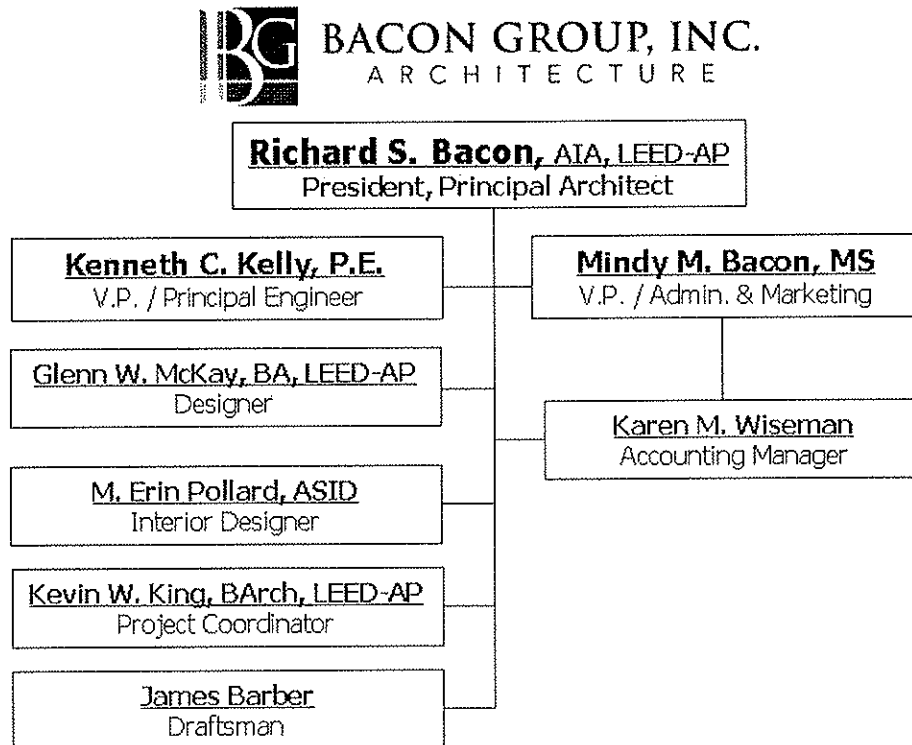 BG
BACON GROUP, INC.
ARCHITECTURE
Richard S. Bacon, AIA, LEED-AP
President, Principal Architect
Kenneth C. Kelly, P.E.
V.P. / Principal Engineer
Mindy M. Bacon, MS
V.P. / Admin. & Marketing
Glenn W. McKay, BA, LEED-AP
Designer
Karen M. Wiseman
Accounting Manager
M. Erin Pollard, ASID
Interior Designer
Kevin W. King, BArch, LEED-AP
Project Coordinator
James Barber
Draftsman